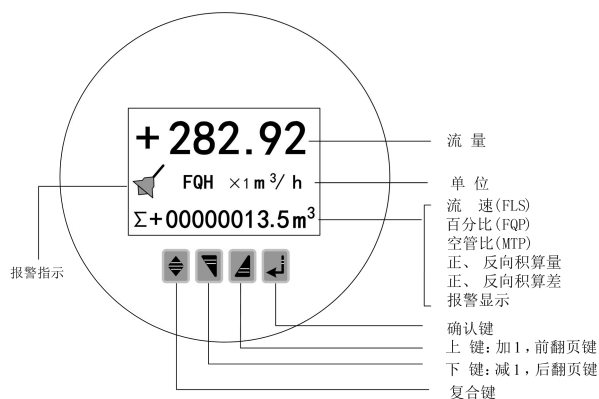 +282.92
流 量
FQH ×1 m³/ h
单 位
Σ+00000013.5m³
流 速(FLS)
百分比(FQP)
空管比(MTP)
正、反向积算量
正、反向积算差
报警显示
报警指示
确认键
上 键: 加1，前翻页键
下 键: 减1，后翻页键
复合键